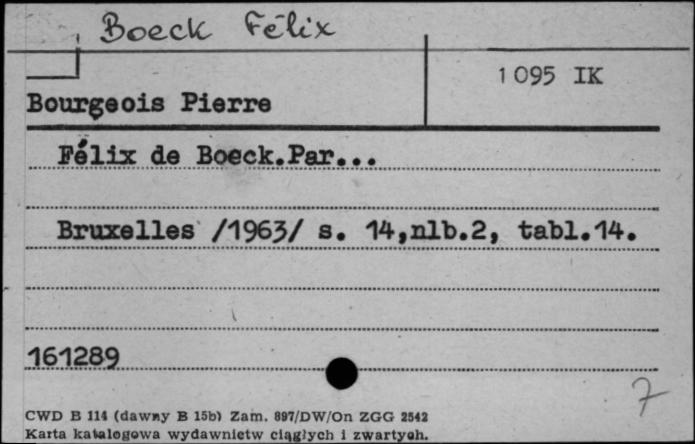 Boeck Félix
1095 IK
Bourgeois Pierre
Félix de Boeck.Par...
Bruxelles /1963/ s. 14,nlb.2, tabl.14.
161289
7
CWD B 114 (dawny B 15b) Zam. 897/DW/On ZGG 2542
Karta katalogowa wydawnictw ciągłych i zwartych.